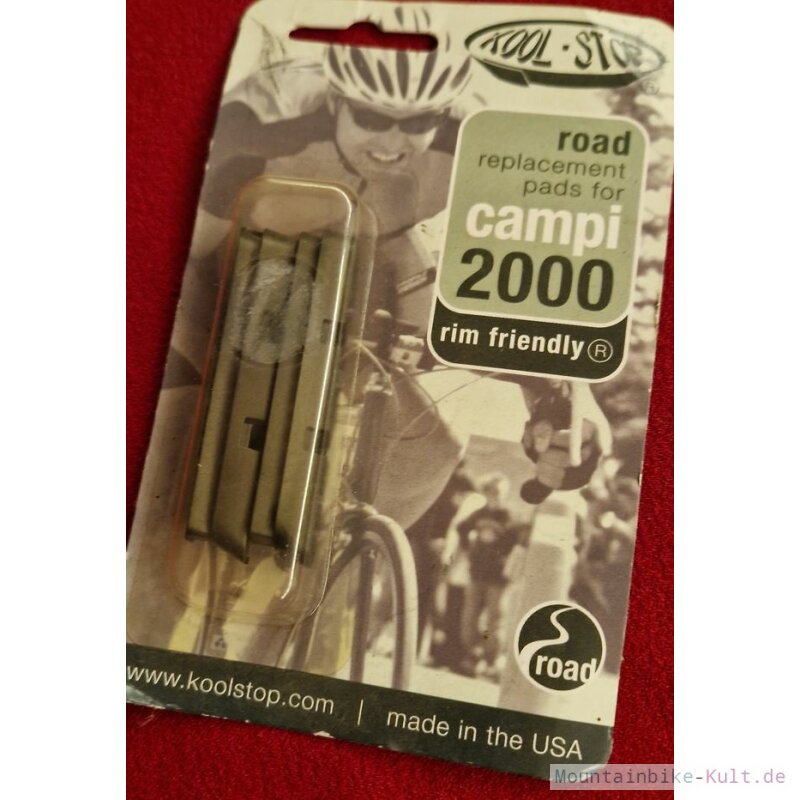 KOOL·STOP
®
road
replacement
pads for
campi
2000
rim friendly®
road
www.koolstop.com | made in the USA
Mountainbike-Kult.de